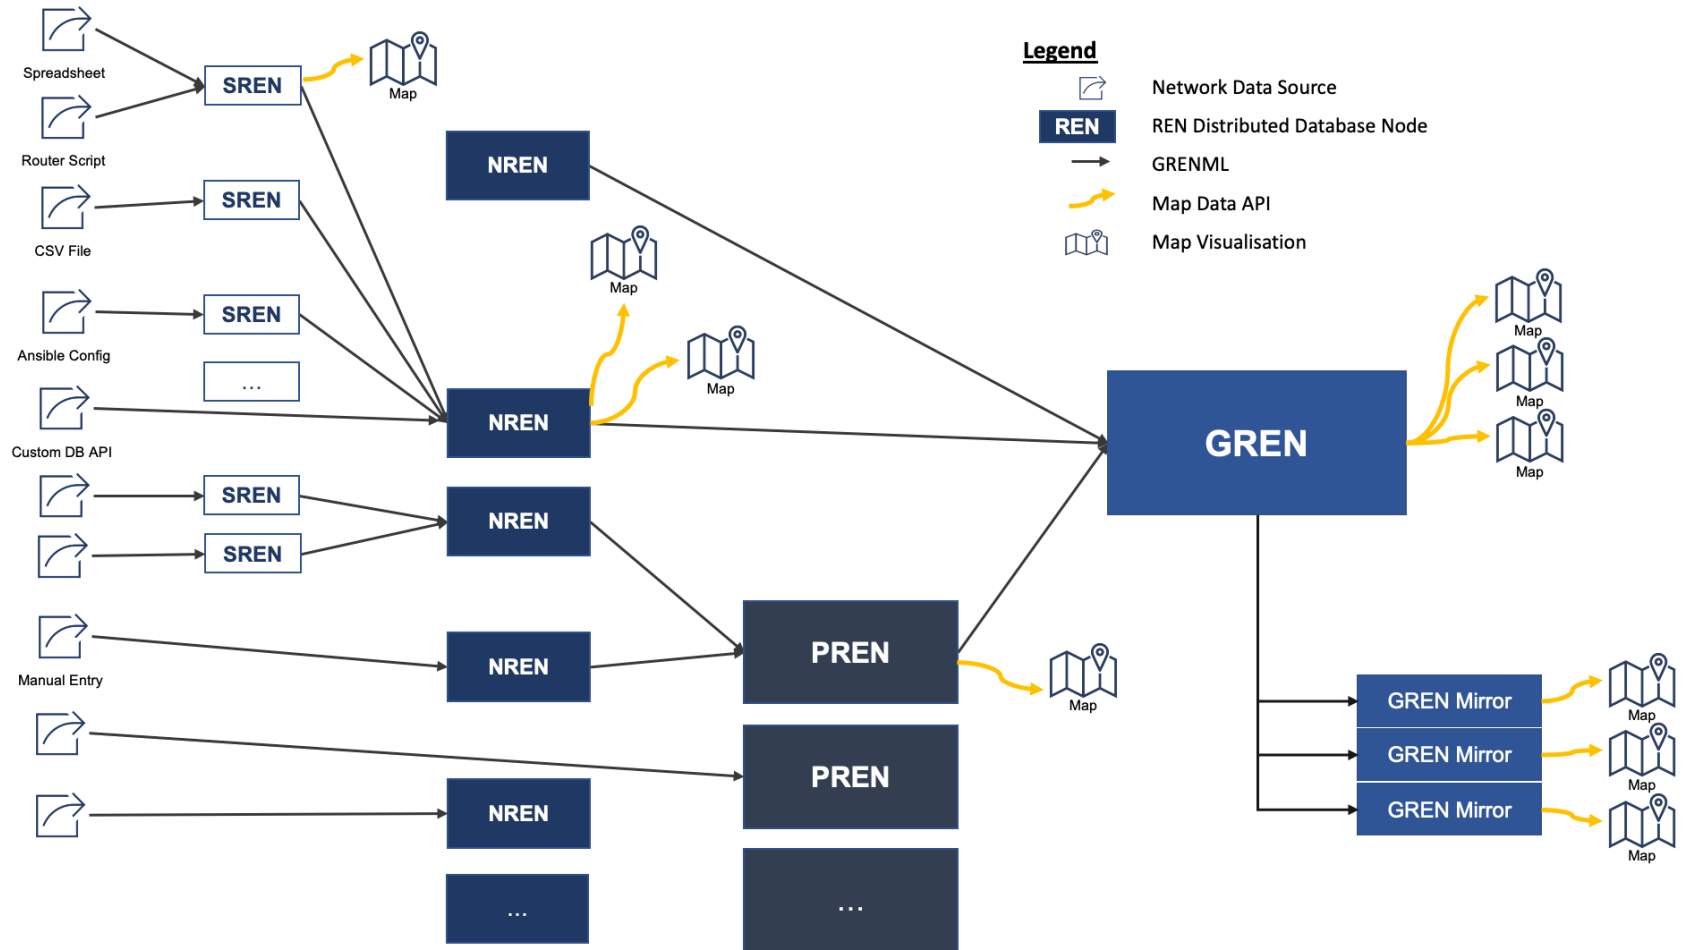 Spreadsheet
Router Script
CSV File
Ansible Config
Custom DB API
Manual Entry
SREN
Map
SREN
SREN
...
SREN
SREN
NREN
Map
Map
NREN
NREN
NREN
NREN
...
PREN
Map
PREN
...
Legend
Network Data Source
REN REN Distributed Database Node
GRENML
Map Data API
Map Visualisation
GREN
Map
Map
Map
GREN Mirror
Map
GREN Mirror
Map
GREN Mirror
Map